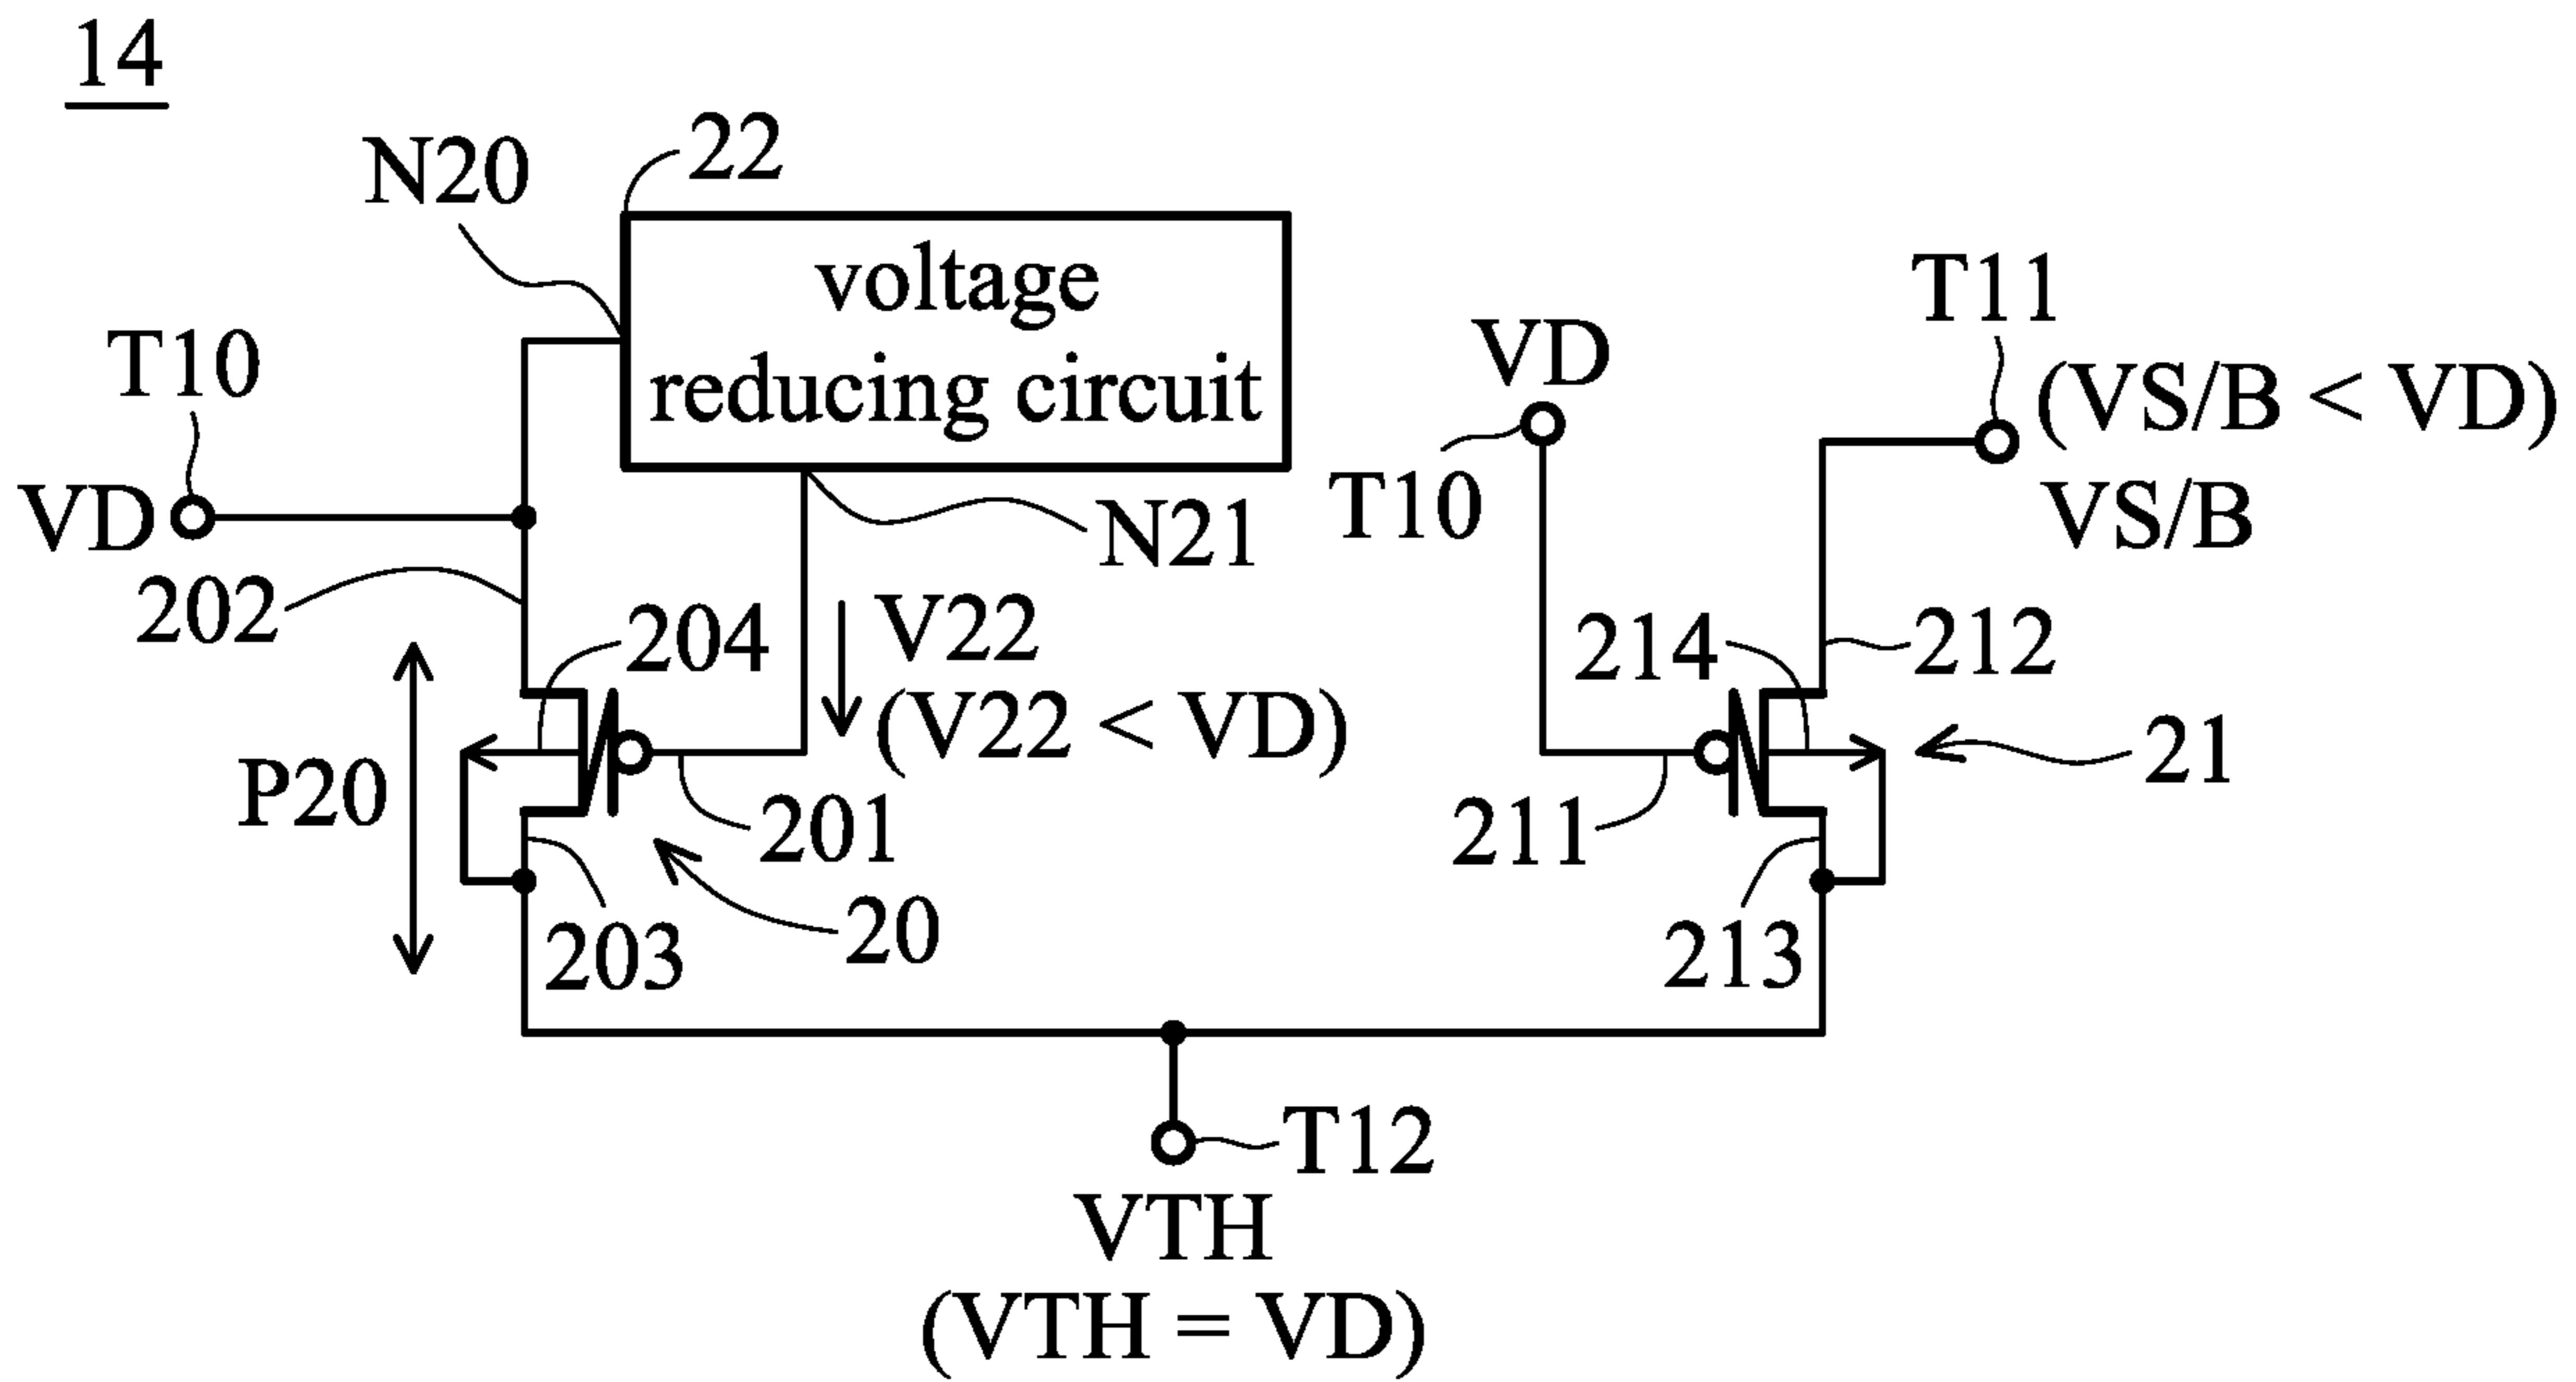 14
N20
22
voltage
reducing circuit
T10
VD
N21
VD
T10
T11
(VS/B < VD)
VS/B
202
204
V22
(V22 < VD)
P20
201
203
20
214
212
211
21
213
T12
VTH
(VTH = VD)